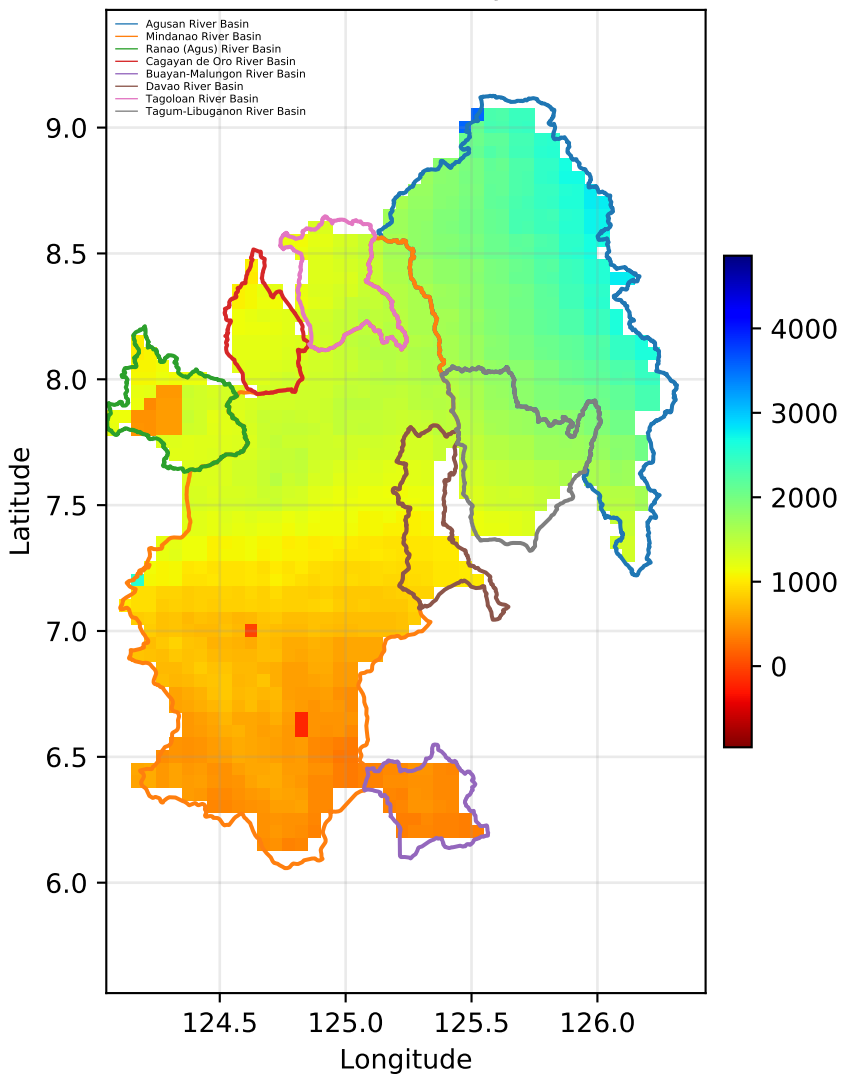 Agusan River Basin
Mindanao River Basin
Ranao (Agus) River Basin
Cagayan de Oro River Basin
Buayan-Malungon River Basin
Davao River Basin
Tagoloan River Basin
Tagum-Libuganon River Basin
9.0
8.5
8.0
7.5
7.0
6.5
6.0
Latitude
124.5 125.0 125.5 126.0
Longitude
4000
3000
2000
1000
0